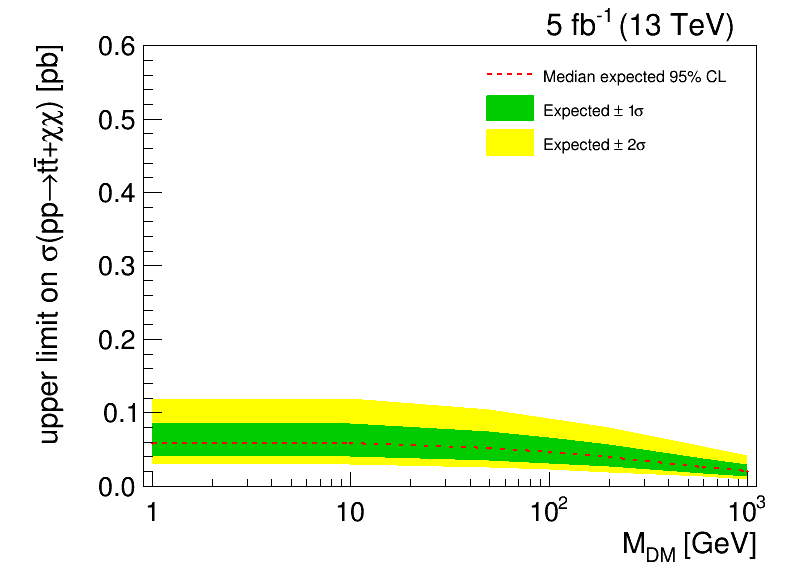 5 fb⁻¹ (13 TeV)
upper limit on σ(pp→tt̄+χχ) [pb]
0.6
0.5
0.4
0.3
0.2
0.1
0.0
Median expected 95% CL
Expected ± 1σ
Expected ± 2σ
1 10 10² 10³
M_DM [GeV]